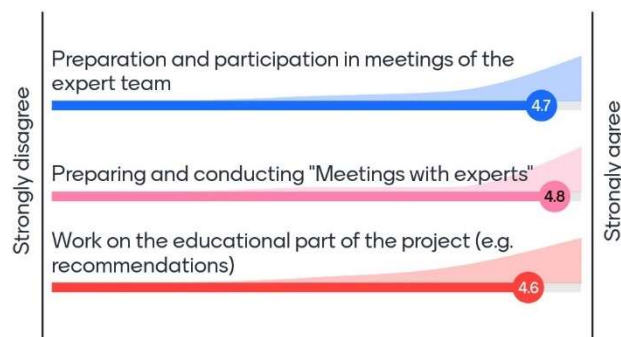 Strongly disagree
Preparation and participation in meetings of the
expert team
4.7
Preparing and conducting "Meetings with experts"
4.8
Work on the educational part of the project (e.g.
recommendations)
4.6
Strongly agree